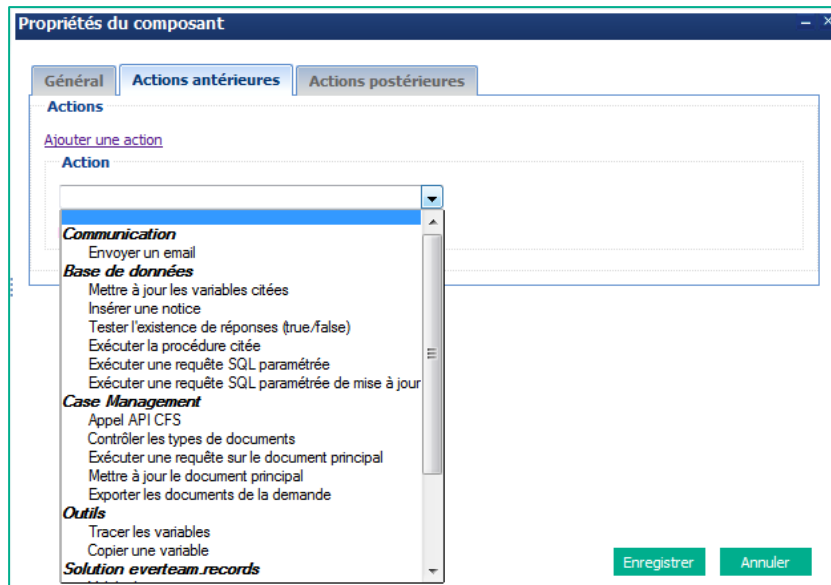 Propriétés du composant
Général
Actions antérieures
Actions postérieures
Actions
Ajouter une action
Action
Communication
Envoyer un email
Base de données
Mettre à jour les variables citées
Insérer une notice
Tester l'existence de réponses (true/false)
Exécuter la procédure citée
Exécuter une requête SQL paramétrée
Exécuter une requête SQL paramétrée de mise à jour
Case Management
Appel API CFS
Contrôler les types de documents
Exécuter une requête sur le document principal
Mettre à jour le document principal
Exporter les documents de la demande
Outils
Tracer les variables
Copier une variable
Solution everteam.records
Enregistrer
Annuler